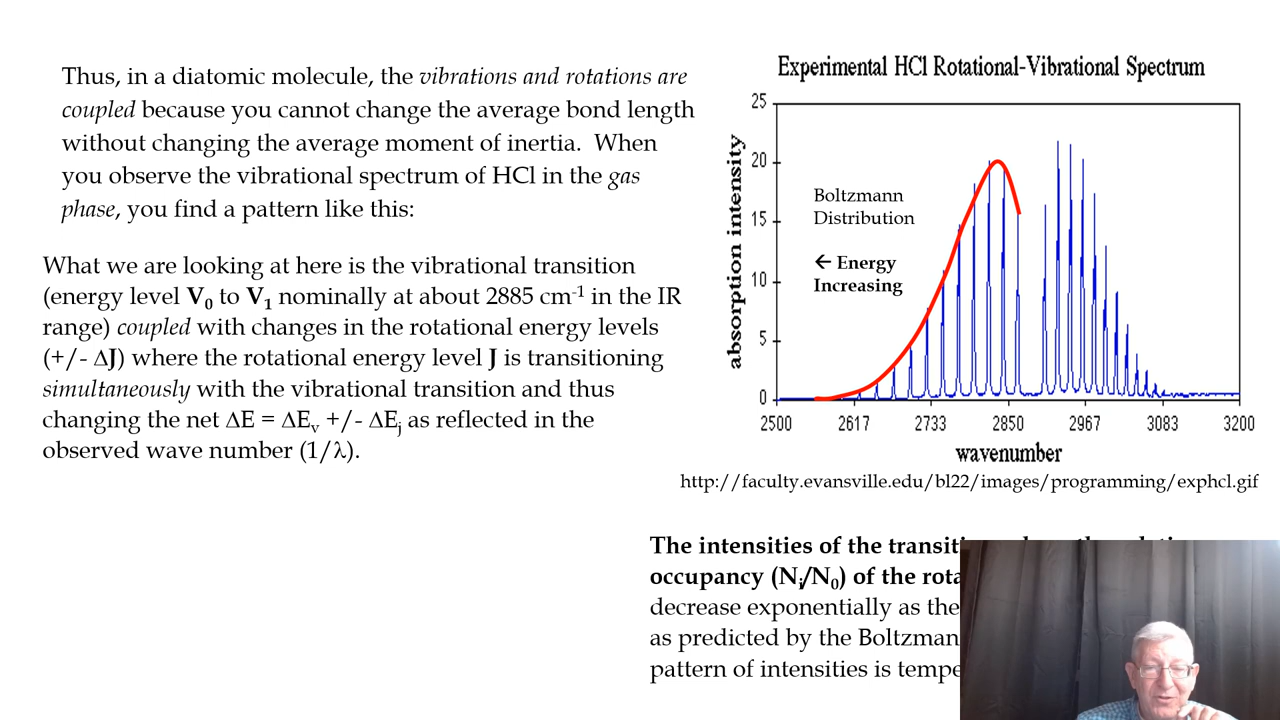 Thus, in a diatomic molecule, the vibrations and rotations are
coupled because you cannot change the average bond length
without changing the average moment of inertia. When
you observe the vibrational spectrum of HCl in the gas
phase, you find a pattern like this:
What we are looking at here is the vibrational transition
(energy level V₀ to V₁ nominally at about 2885 cm⁻¹ in the IR
range) coupled with changes in the rotational energy levels
(+/- ΔJ) where the rotational energy level J is transitioning
simultaneously with the vibrational transition and thus
changing the net ΔE = ΔEᵥ +/- ΔEⱼ as reflected in the
observed wave number (1/λ).
Experimental HCl Rotational-Vibrational Spectrum
absorption intensity
25
20
15
10
5
0
Boltzmann
Distribution
← Energy
Increasing
2500 2617 2733 2850 2967 3083 3200
wavenumber
http://faculty.evansville.edu/bl22/images/programming/exphcl.gif
The intensities of the
occupancy (Nⱼ/N₀) of the
decrease exponentially as the
as predicted by the
pattern of intensities is